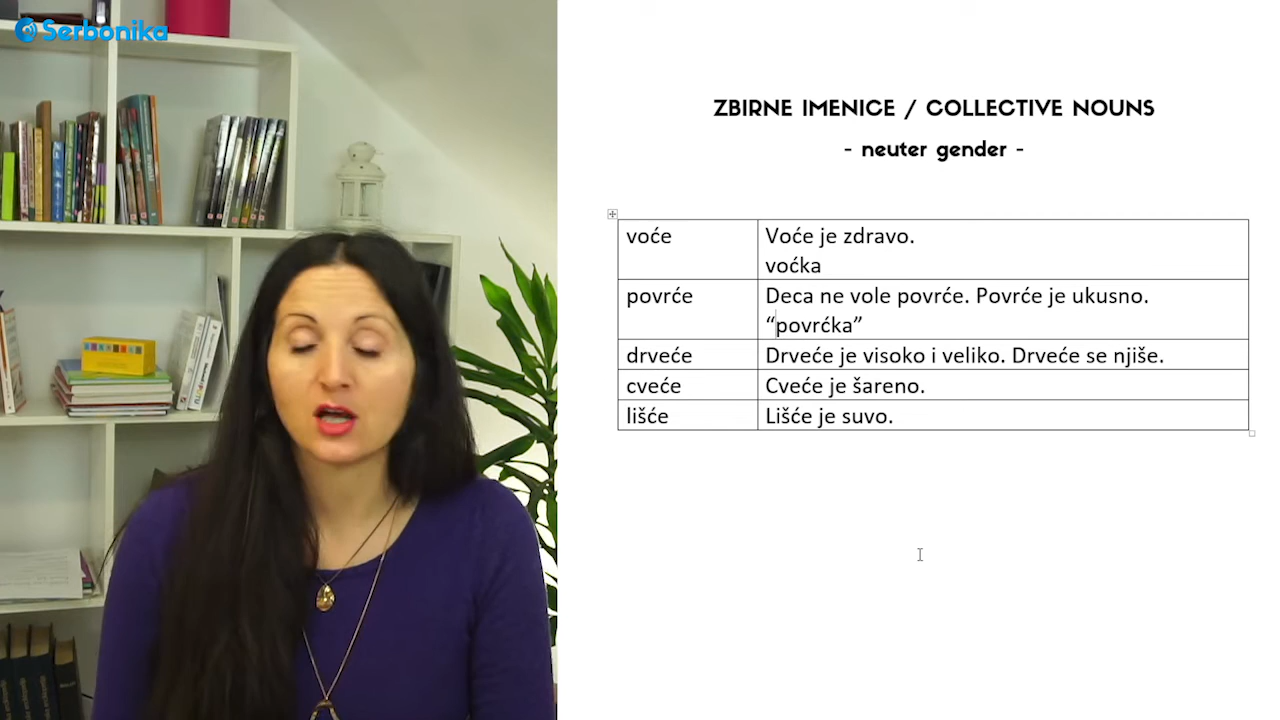 Serbonika
ZBIRNE IMENICE / COLLECTIVE NOUNS
- neuter gender -
voće
Voće je zdravo.
voćka
povrće
Deca ne vole povrće. Povrće je ukusno.
“povrćka”
drveće
Drveće je visoko i veliko. Drveće se njiše.
cveće
Cveće je šareno.
lišće
Lišće je suvo.